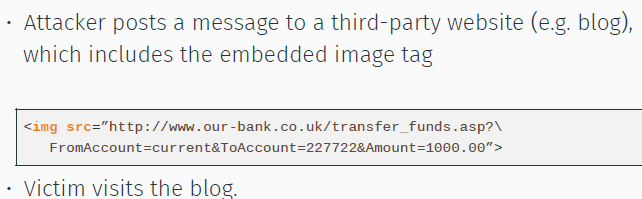 • Attacker posts a message to a third-party website (e.g. blog),
which includes the embedded image tag
<img src=”http://www.our-bank.co.uk/transfer_funds.asp?\
FromAccount=current&ToAccount=227722&Amount=1000.00”>
• Victim visits the blog.